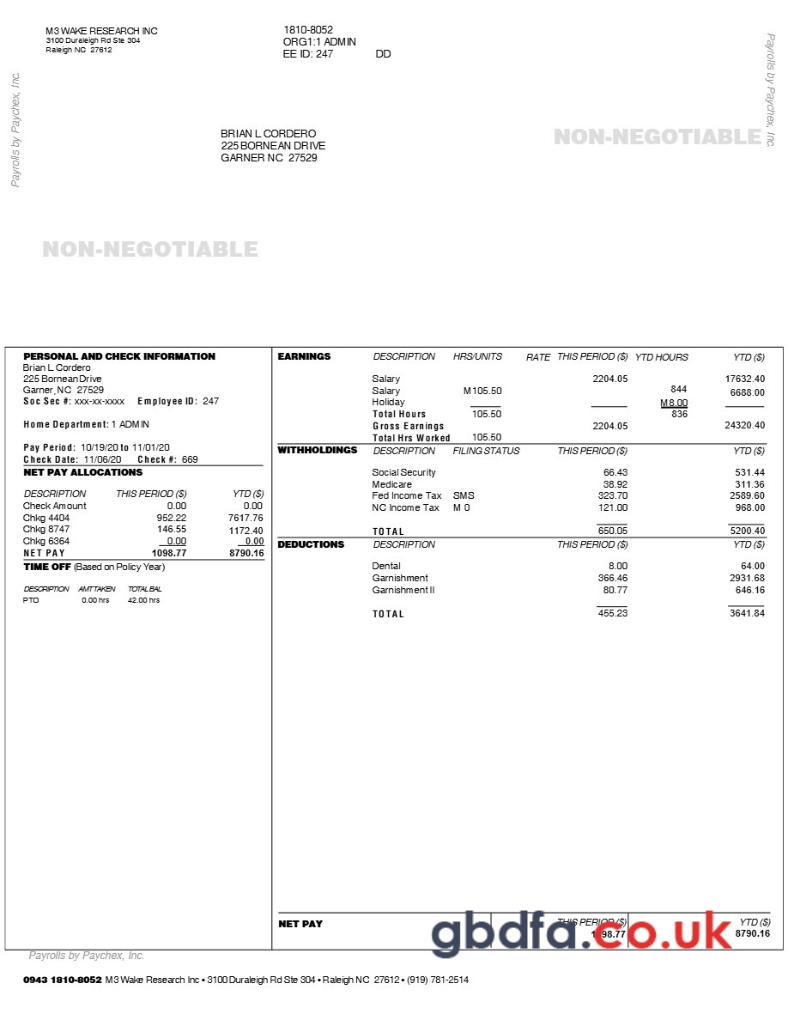 M3 WAKE RESEARCH INC
3100 Duraleigh Rd Ste 304
Raleigh NC 27612
1810-8052
ORG1:1 ADMIN
EE ID: 247 DD
Payrolls by Paychex, Inc.
Payrolls by Paychex, Inc.
BRIAN L CORDERO
225 BORNEAN DRIVE
GARNER NC 27529
NON-NEGOTIABLE
NON-NEGOTIABLE
PERSONAL AND CHECK INFORMATION
Brian L Cordero
225 Bornean Drive
Garner, NC 27529
Soc Sec #: xxx-xx-xxxx Employee ID: 247
Home Department: 1 ADMIN
Pay Period: 10/19/20 to 11/01/20
Check Date: 11/06/20 Check #: 669
NET PAY ALLOCATIONS
DESCRIPTION THIS PERIOD ($) YTD ($)
Check Amount 0.00 0.00
Chkg 4404 952.22 7617.76
Chkg 8747 146.55 1172.40
Chkg 6364 0.00 0.00
NET PAY 1098.77 8790.16
TIME OFF (Based on Policy Year)
DESCRIPTION AMT TAKEN TOTAL BAL
PTO 0.00 hrs 42.00 hrs
EARNINGS DESCRIPTION HRS/UNITS RATE THIS PERIOD ($) YTD HOURS YTD ($)
Salary 2204.05 17632.40
Salary M105.50 844 6688.00
Holiday M8.00
Total Hours 105.50 836
Gross Earnings 2204.05 24320.40
Total Hrs Worked 105.50
WITHHOLDINGS DESCRIPTION FILING STATUS THIS PERIOD ($) YTD ($)
Social Security 66.43 531.44
Medicare 38.92 311.36
Fed Income Tax SMS 323.70 2589.60
NC Income Tax M 0 121.00 968.00
TOTAL 650.05 5200.40
DEDUCTIONS DESCRIPTION THIS PERIOD ($) YTD ($)
Dental 8.00 64.00
Garnishment 366.46 2931.68
Garnishment II 80.77 646.16
TOTAL 455.23 3641.84
NET PAY THIS PERIOD ($) YTD ($)
1098.77 8790.16
gbdfa.co.uk
Payrolls by Paychex, Inc.
0943 1810-8052 M3 Wake Research Inc • 3100 Duraleigh Rd Ste 304 • Raleigh NC 27612 • (919) 781-2514